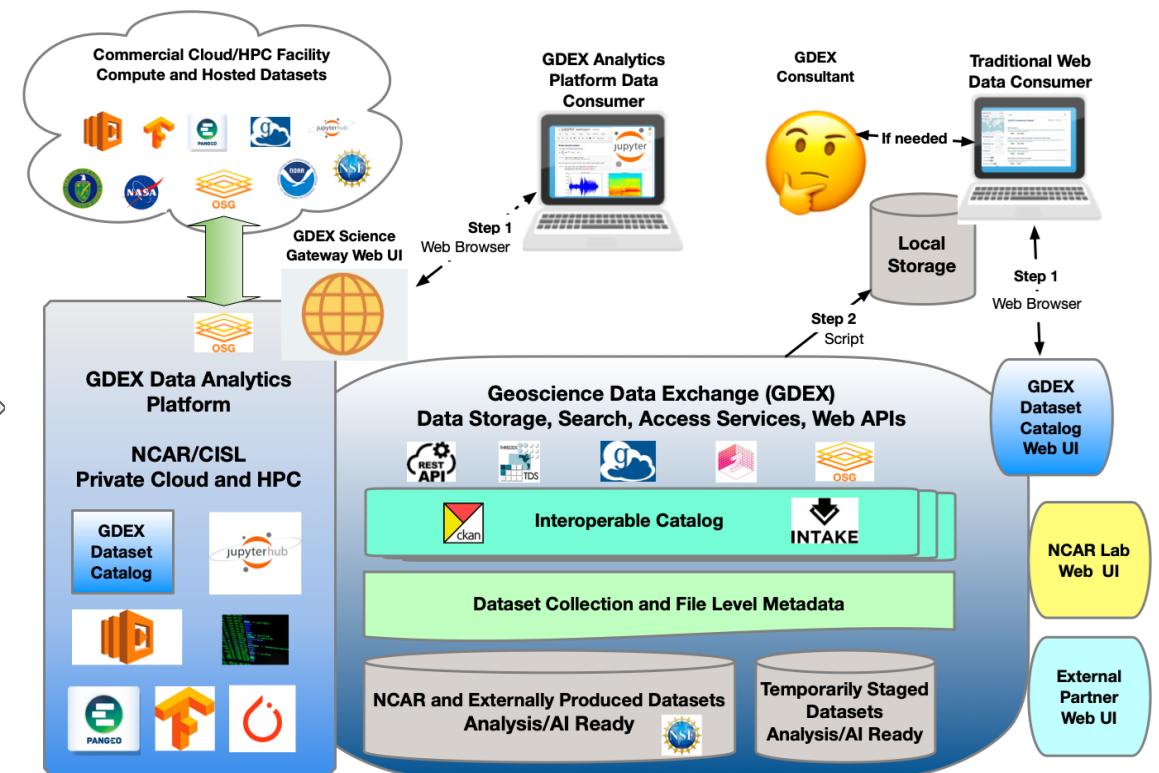 Commercial Cloud/HPC Facility
Compute and Hosted Datasets
PANGEO
g
jupyterhub
NASA
OSG
NOAA
NSF
GDEX Analytics
Platform Data
Consumer
jupyter
GDEX
Consultant
Traditional Web
Data Consumer
If needed
Step 1
Web Browser
GDEX Science
Gateway Web UI
Local
Storage
Step 1
Web Browser
Step 2
Script
OSG
GDEX Data Analytics
Platform
NCAR/CISL
Private Cloud and HPC
GDEX
Dataset
Catalog
jupyterhub
PANGEO
Geoscience Data Exchange (GDEX)
Data Storage, Search, Access Services, Web APIs
REST
API
THREDDS
TDS
g
OSG
ckan
Interoperable Catalog
INTAKE
Dataset Collection and File Level Metadata
NCAR and Externally Produced Datasets
Analysis/AI Ready
NSF
Temporarily Staged
Datasets
Analysis/AI Ready
GDEX
Dataset
Catalog
Web UI
NCAR Lab
Web UI
External
Partner
Web UI